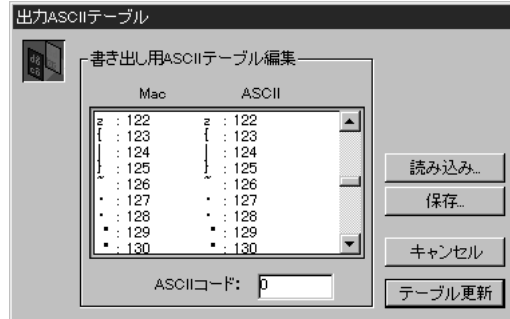 出力ASCIIテーブル
書き出し用ASCIIテーブル編集
Mac ASCII
z : 122 z : 122
{ : 123 { : 123
| : 124 | : 124
} : 125 } : 125
~ : 126 ~ : 126
・ : 127 ・ : 127
・ : 128 ・ : 128
▪ : 129 ▪ : 129
▪ : 130 ▪ : 130
ASCIIコード: 0
読み込み...
保存...
キャンセル
テーブル更新